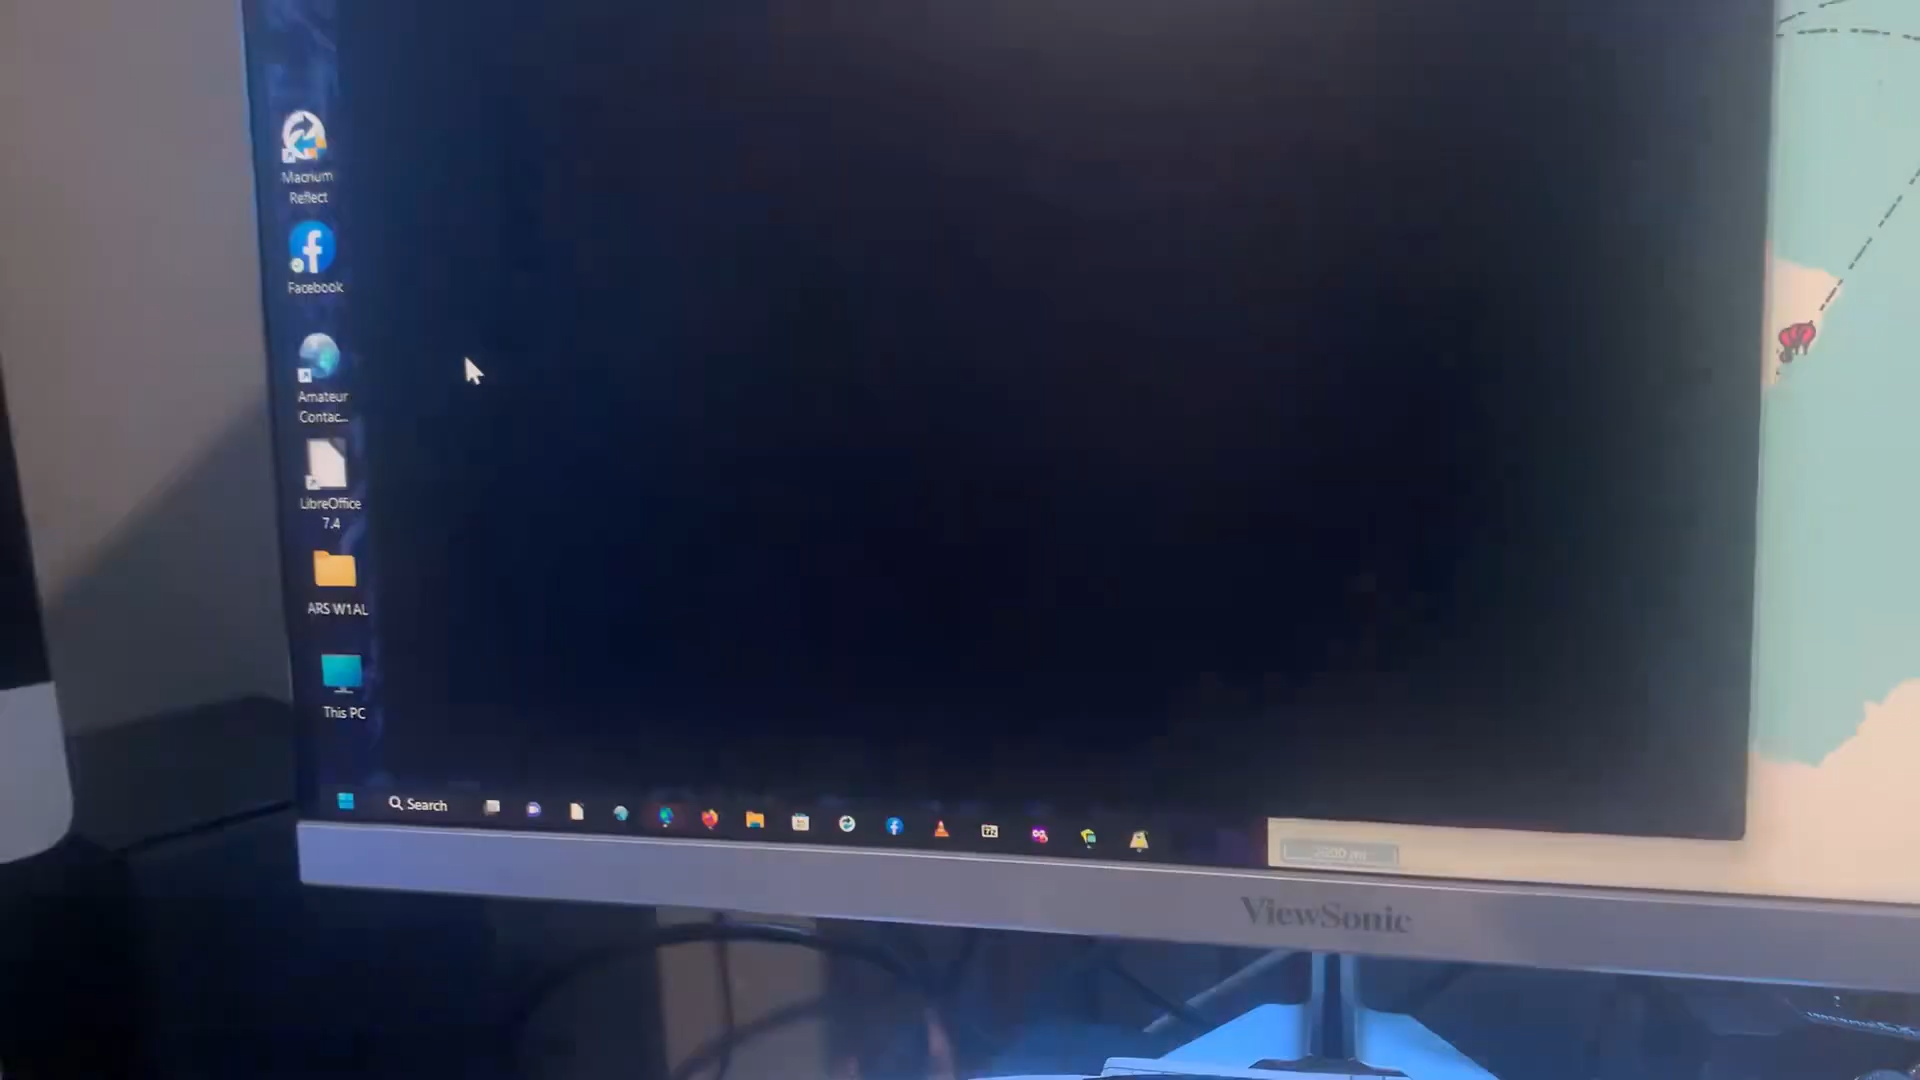 Macrium
Reflect
Facebook
Amateur
Contac...
LibreOffice
7.4
ARS W1AL
This PC
Search
ViewSonic